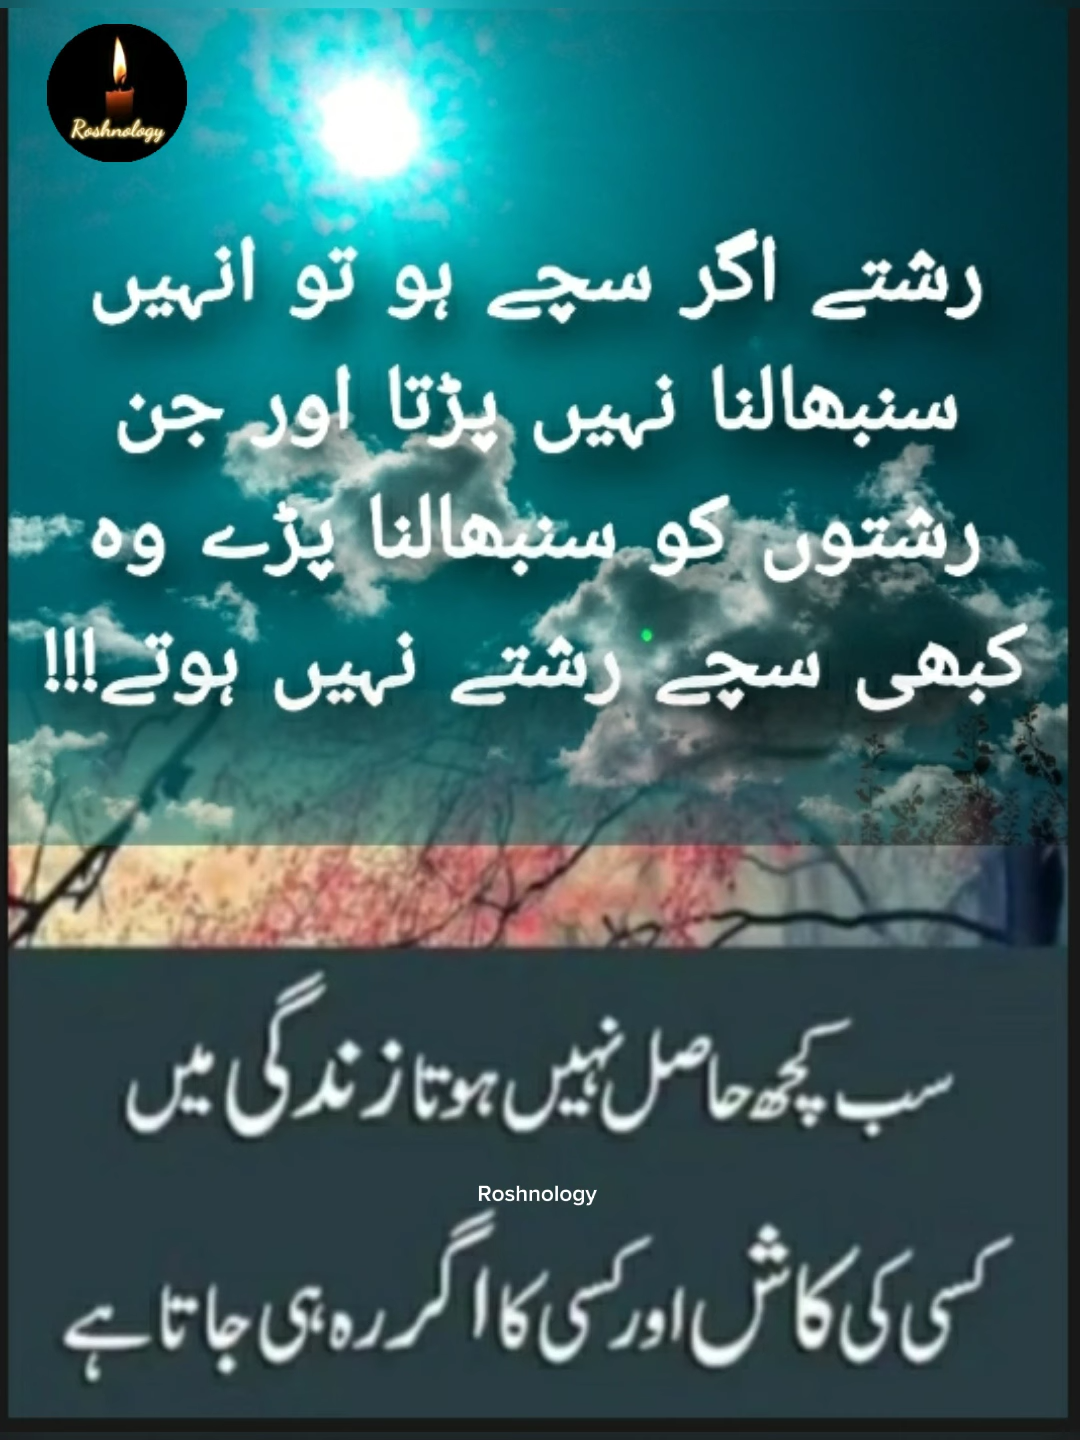 Roshnology
رشتے اگر سچے ہو تو انہیں
سنبھالنا نہیں پڑتا اور جن
رشتوں کو سنبھالنا پڑے وہ
کبھی سچے رشتے نہیں ہوتے!!!
سب کچھ حاصل نہیں ہوتا زندگی میں
Roshnology
کسی کی کاش اور کسی کا اگر رہ ہی جاتا ہے